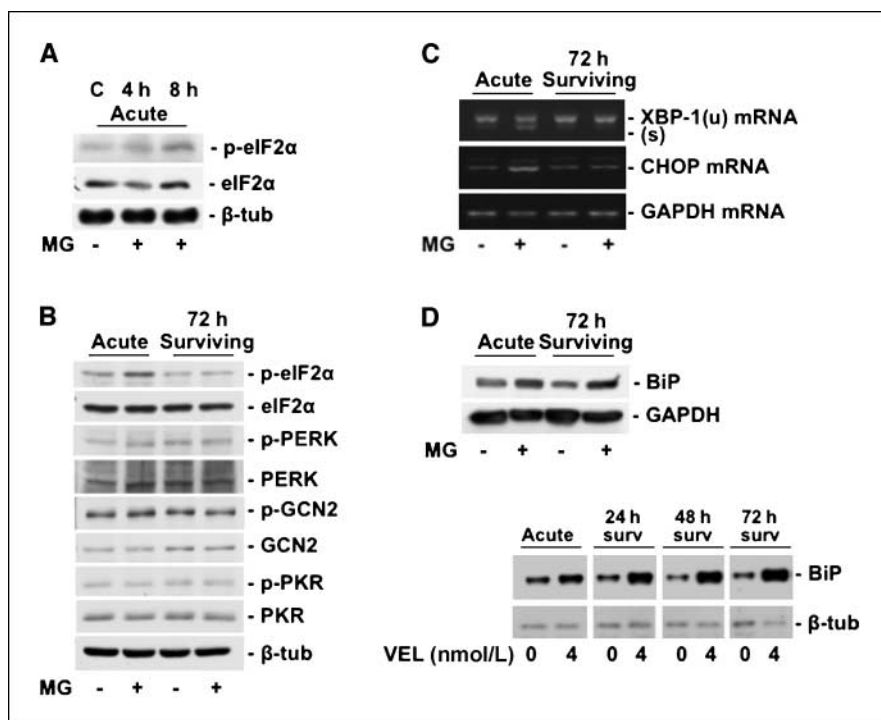 A
C 4 h 8 h
Acute
- p-eIF2α
- eIF2α
- β-tub
MG - + +
B
72 h
Acute Surviving
- p-eIF2α
- eIF2α
- p-PERK
- PERK
- p-GCN2
- GCN2
- p-PKR
- PKR
- β-tub
MG - + - +
C
72 h
Acute Surviving
- XBP-1(u) mRNA
- (s)
- CHOP mRNA
- GAPDH mRNA
MG - + - +
D
72 h
Acute Surviving
- BiP
- GAPDH
MG - + - +
24 h 48 h 72 h
Acute surv surv surv
- BiP
- β-tub
VEL (nmol/L) 0 4 0 4 0 4 0 4